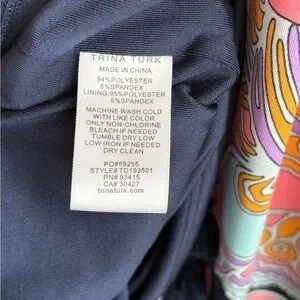 TRINA TURK
MADE IN CHINA
94%POLYESTER
6%SPANDEX
LINING:95%POLYESTER
5%SPANDEX
MACHINE WASH COLD
WITH LIKE COLOR
ONLY NON-CHLORINE
BLEACH IF NEEDED
TUMBLE DRY LOW
LOW IRON IF NEEDED
DRY CLEAN
PO#59255
STYLE# TD193501
RN# 93415
CA# 30427
trinaturk.com